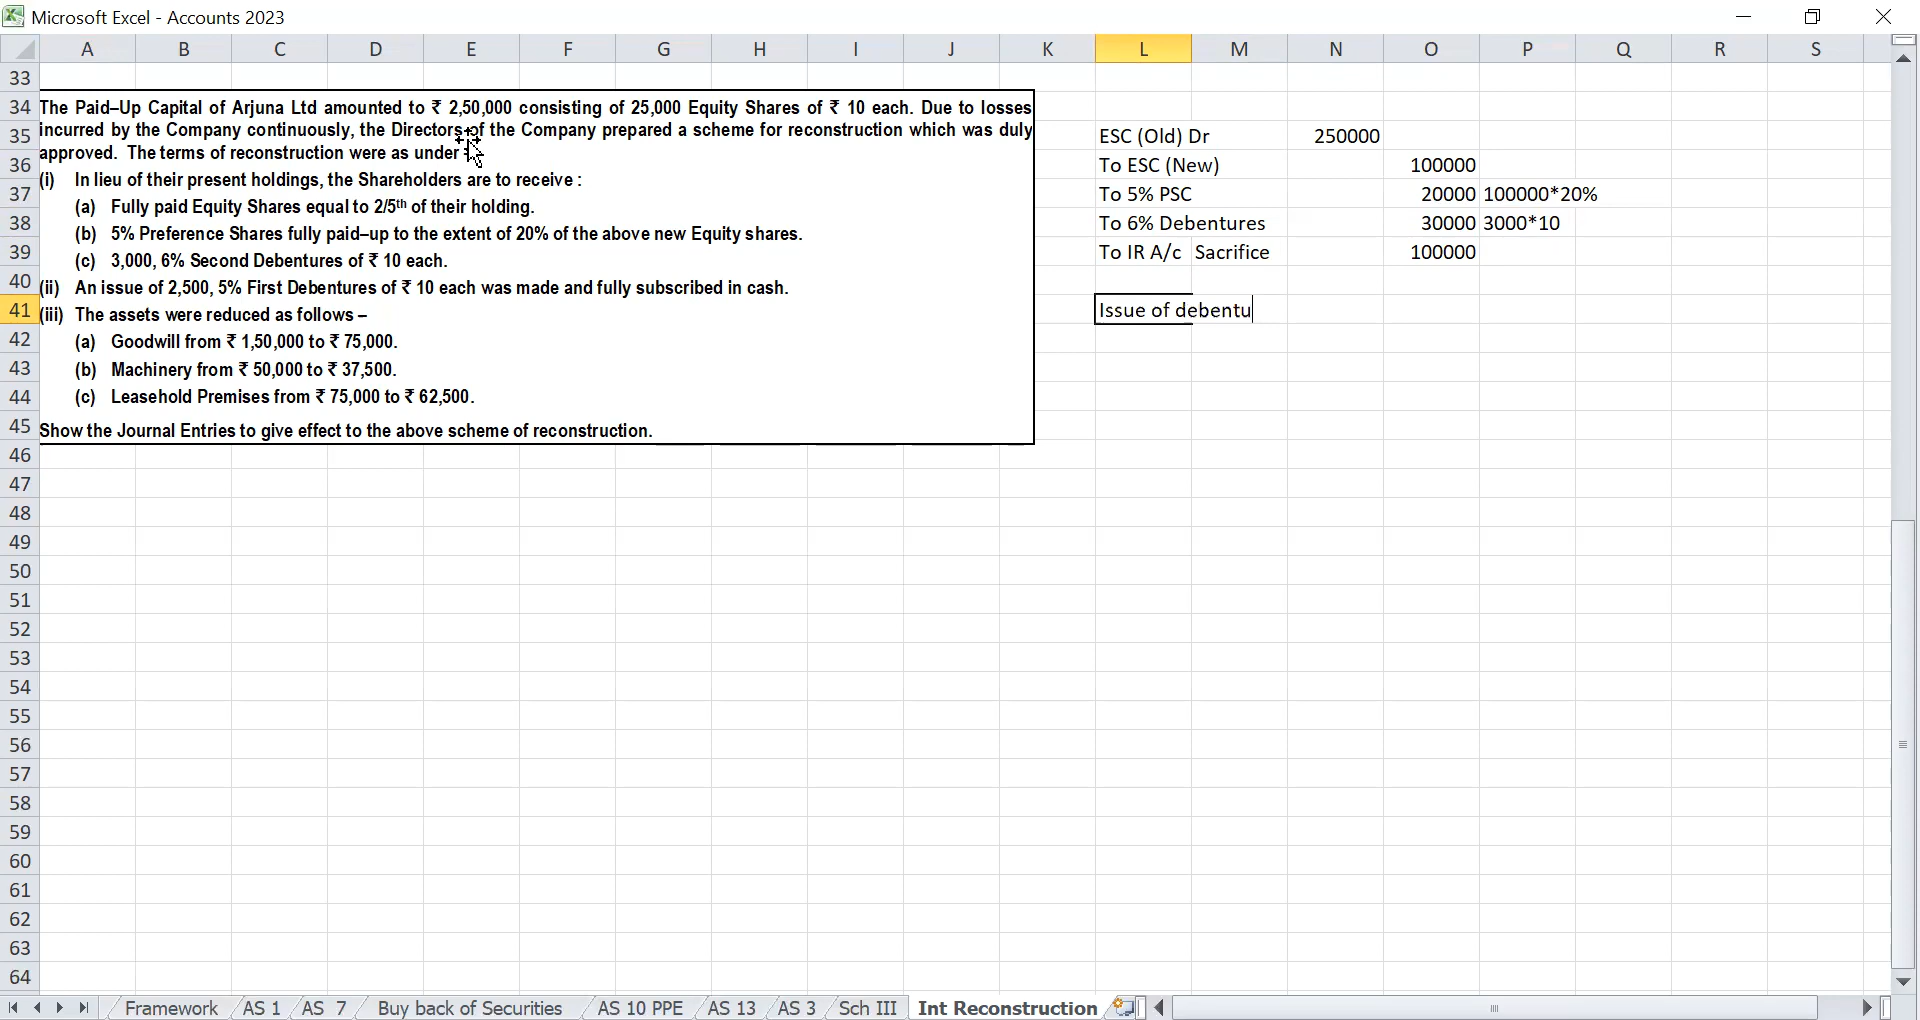 Microsoft Excel - Accounts 2023
A B C D E F G H I J K L M N O P Q R S
33
34 The Paid–Up Capital of Arjuna Ltd amounted to ₹ 2,50,000 consisting of 25,000 Equity Shares of ₹ 10 each. Due to losses
35 incurred by the Company continuously, the Directors of the Company prepared a scheme for reconstruction which was duly ESC (Old) Dr 250000
36 approved. The terms of reconstruction were as under To ESC (New) 100000
37 (i) In lieu of their present holdings, the Shareholders are to receive : To 5% PSC 20000 100000*20%
(a) Fully paid Equity Shares equal to 2/5th of their holding.
38 (b) 5% Preference Shares fully paid–up to the extent of 20% of the above new Equity shares. To 6% Debentures 30000 3000*10
39 (c) 3,000, 6% Second Debentures of ₹ 10 each. To IR A/c Sacrifice 100000
40 (ii) An issue of 2,500, 5% First Debentures of ₹ 10 each was made and fully subscribed in cash.
41 (iii) The assets were reduced as follows – Issue of debentu
42 (a) Goodwill from ₹ 1,50,000 to ₹ 75,000.
43 (b) Machinery from ₹ 50,000 to ₹ 37,500.
44 (c) Leasehold Premises from ₹ 75,000 to ₹ 62,500.
45 Show the Journal Entries to give effect to the above scheme of reconstruction.
46
47
48
49
50
51
52
53
54
55
56
57
58
59
60
61
62
63
64
Framework AS 1 AS 7 Buy back of Securities AS 10 PPE AS 13 AS 3 Sch III Int Reconstruction